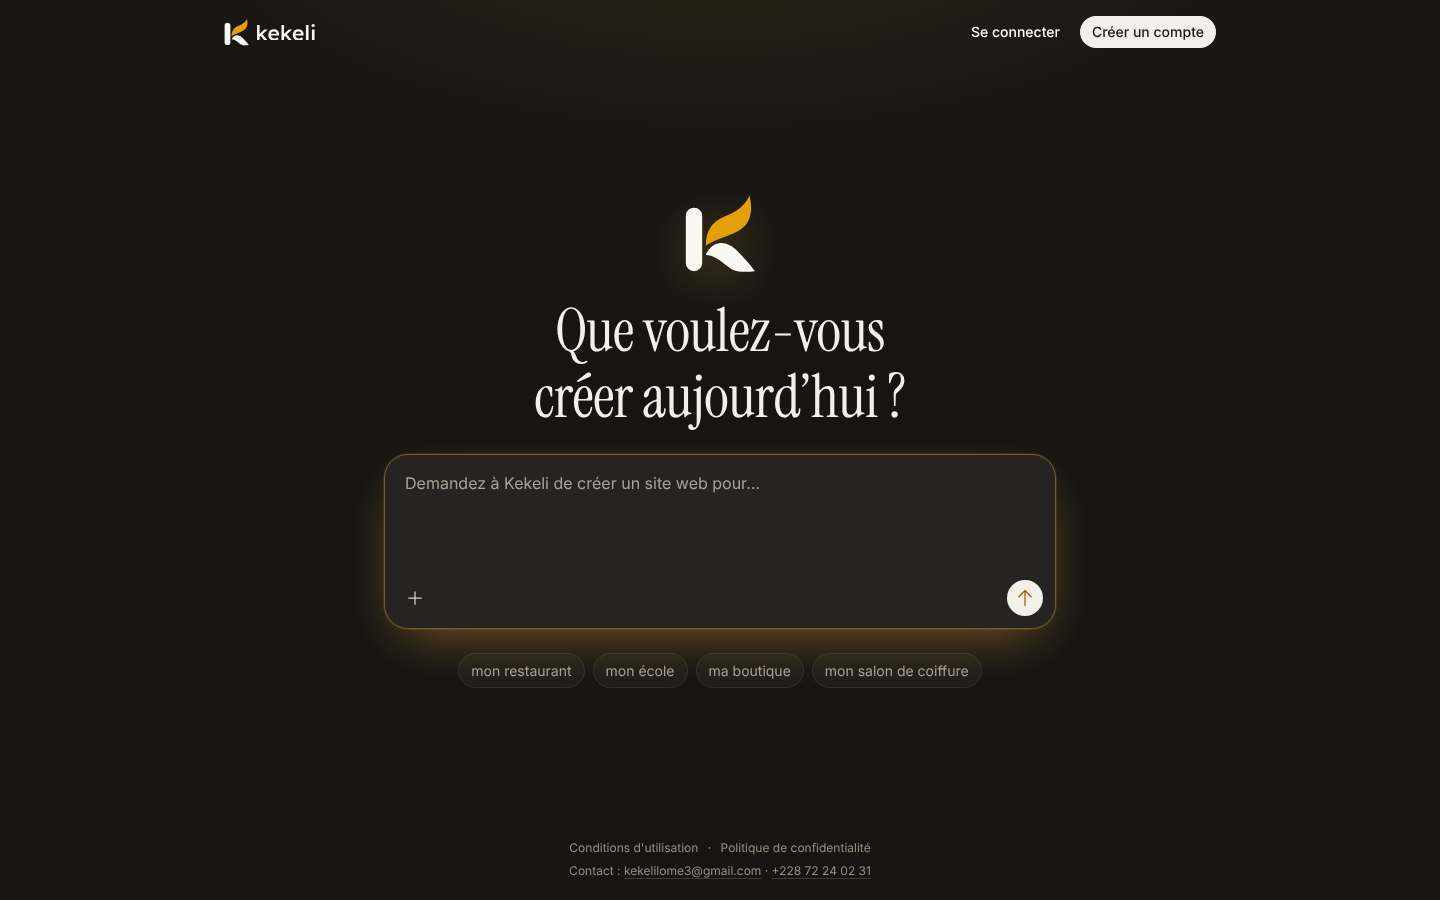 kekeli
Se connecter
Créer un compte
Que voulez-vous
créer aujourd’hui ?
Demandez à Kekeli de créer un site web pour...
mon restaurant
mon école
ma boutique
mon salon de coiffure
Conditions d'utilisation · Politique de confidentialité
Contact : kekelilome3@gmail.com · +228 72 24 02 31